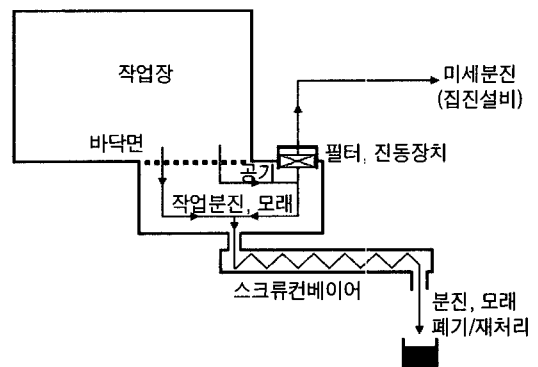 작업장
미세분진
(집진설비)
바닥면
필터, 진동장치
공기
작업분진, 모래
스크류컨베이어
분진, 모래
폐기/재처리